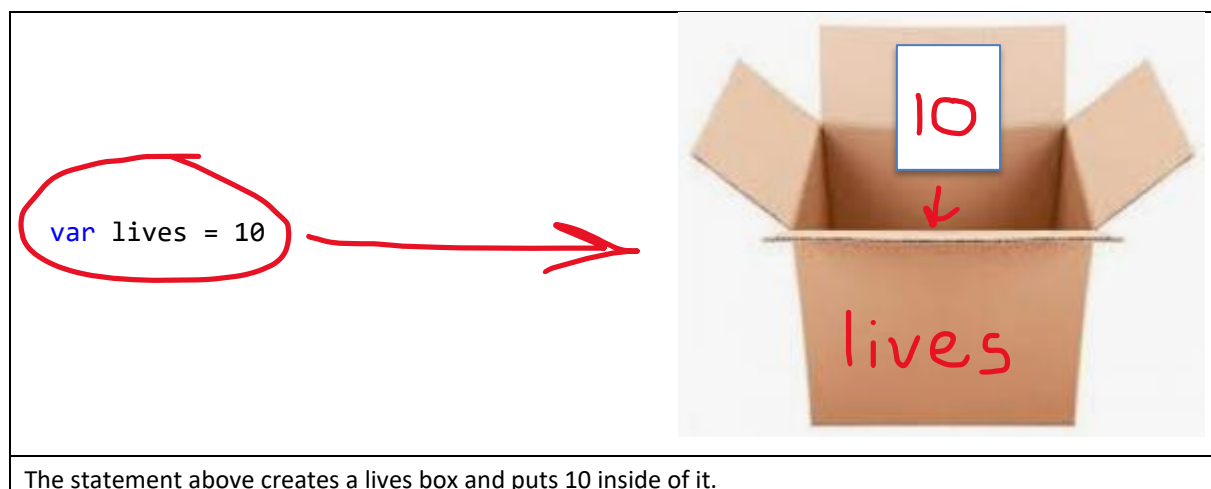 var lives = 10
10
lives
The statement above creates a lives box and puts 10 inside of it.